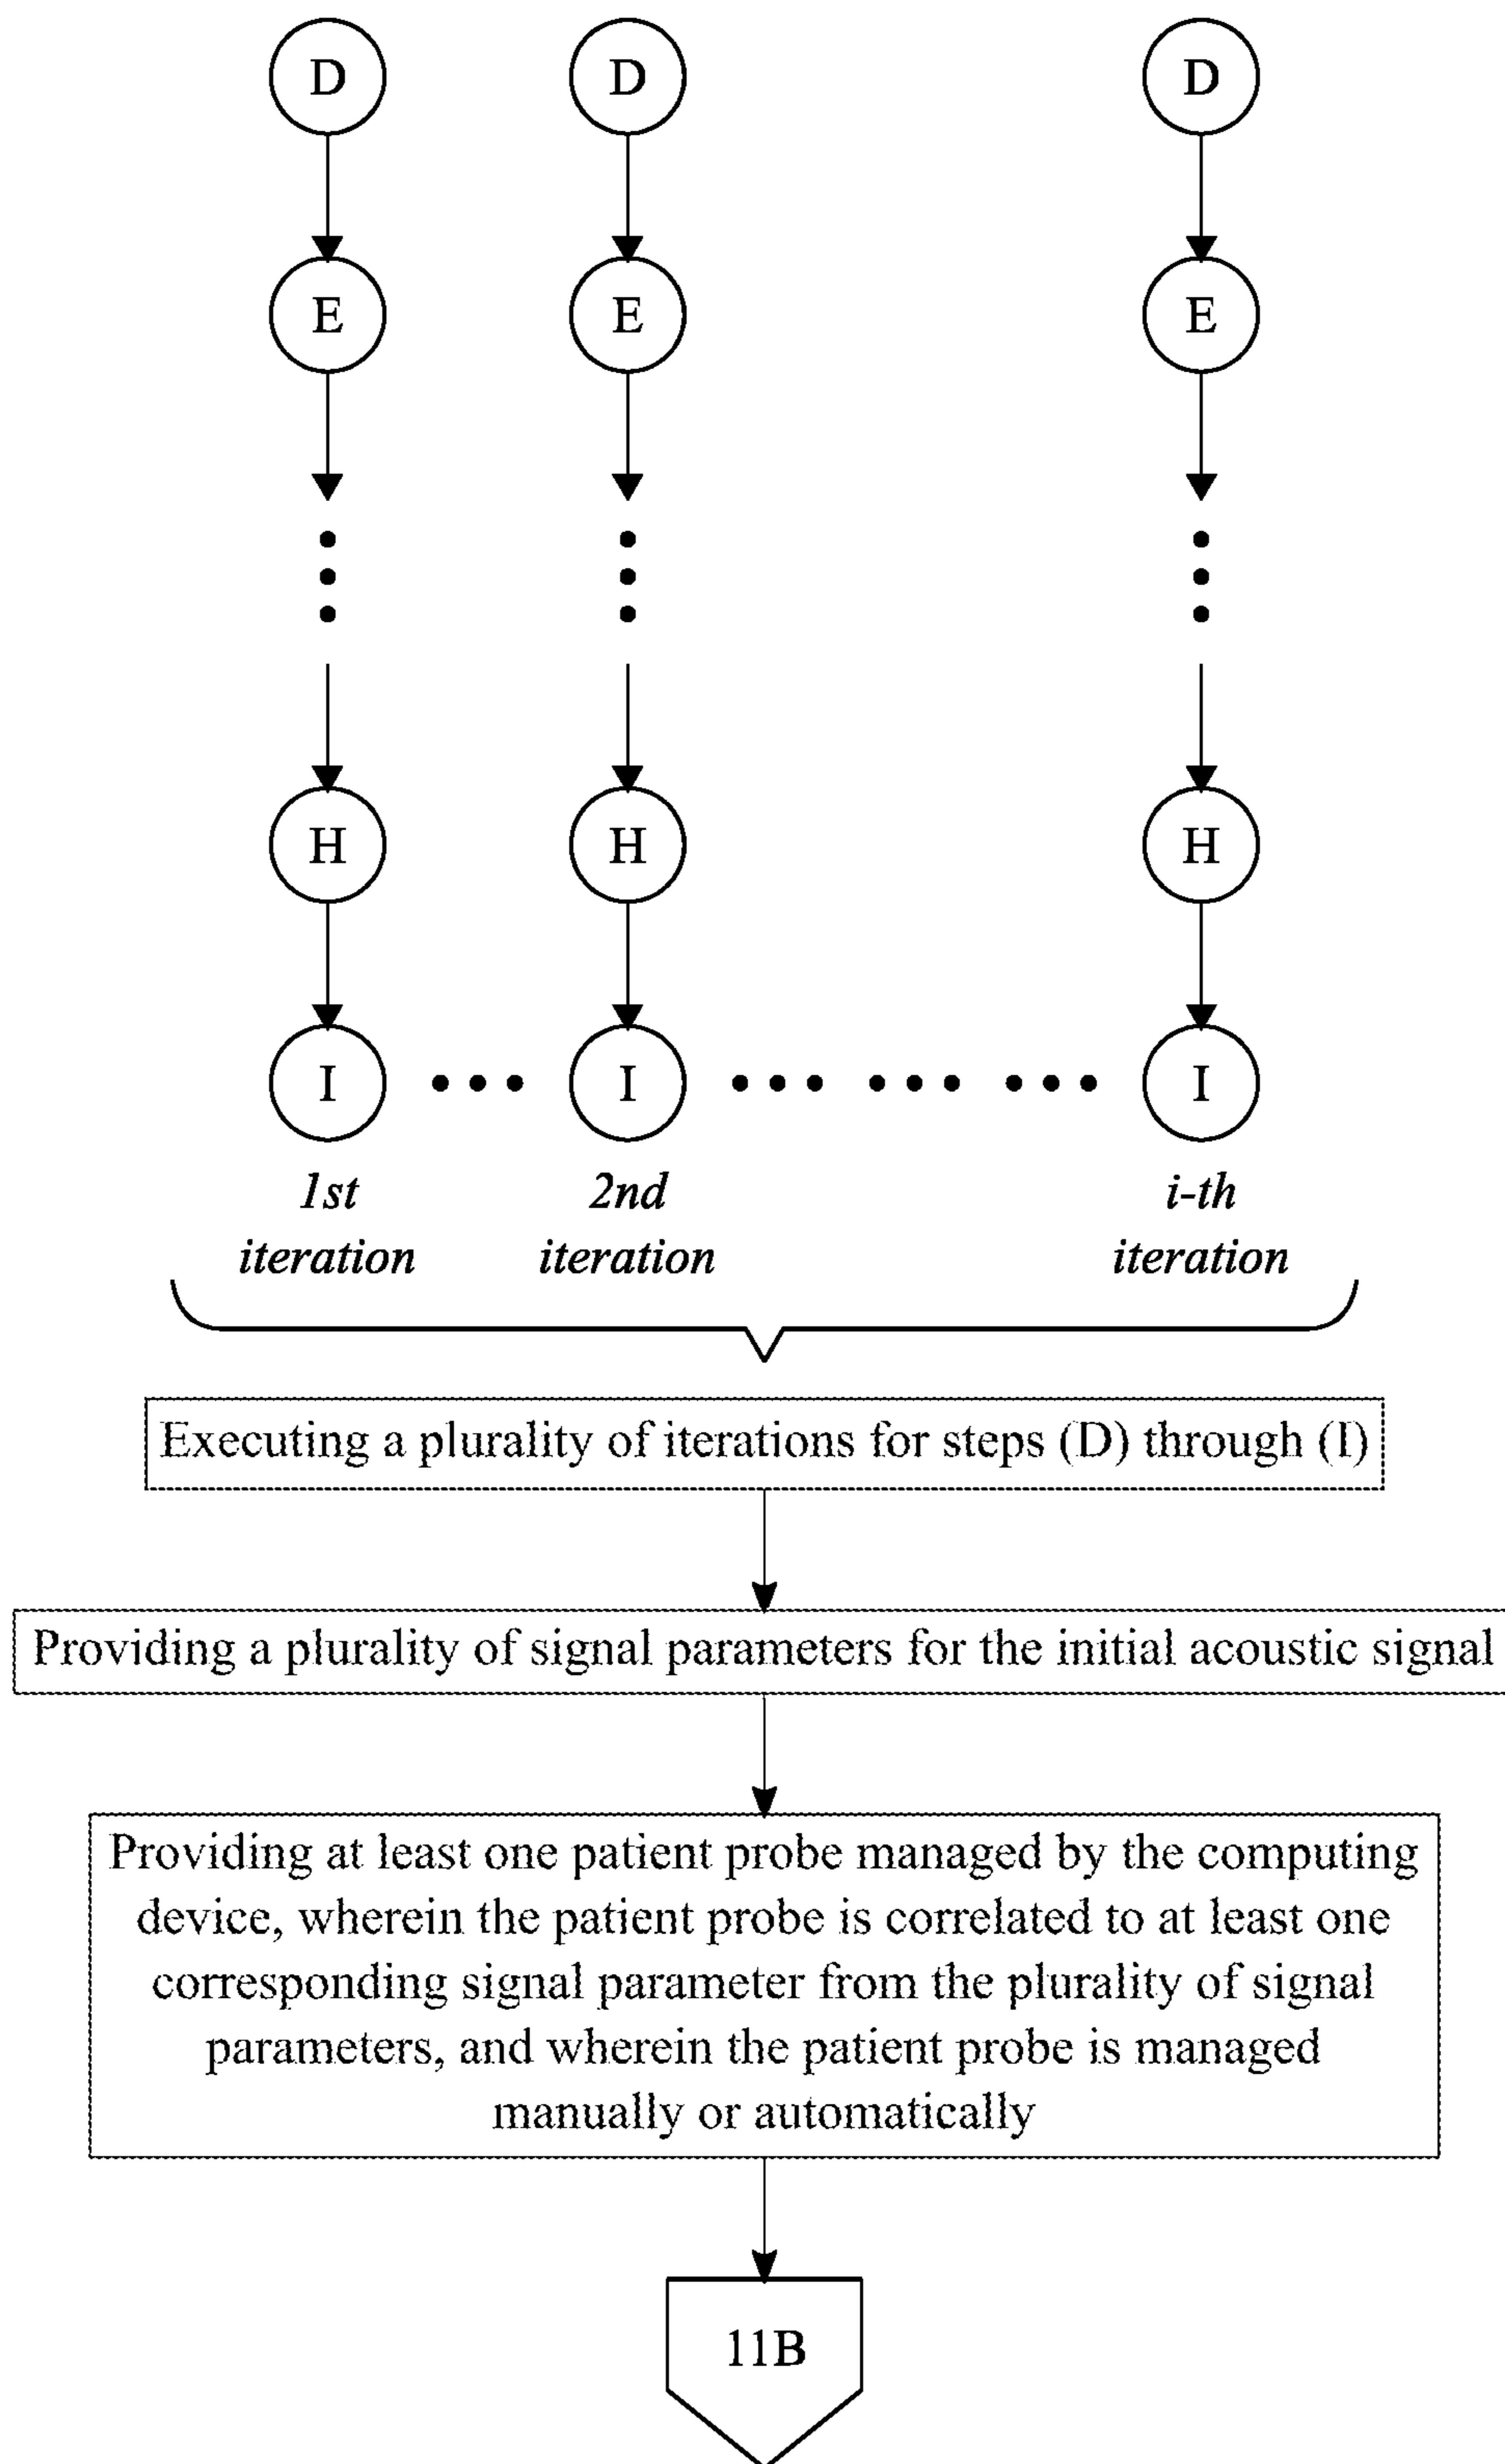 D D D
E E E
H H H
I I I
1st 2nd i-th
iteration iteration iteration
Executing a plurality of iterations for steps (D) through (I)
Providing a plurality of signal parameters for the initial acoustic signal
Providing at least one patient probe managed by the computing
device, wherein the patient probe is correlated to at least one
corresponding signal parameter from the plurality of signal
parameters, and wherein the patient probe is managed
manually or automatically
11B